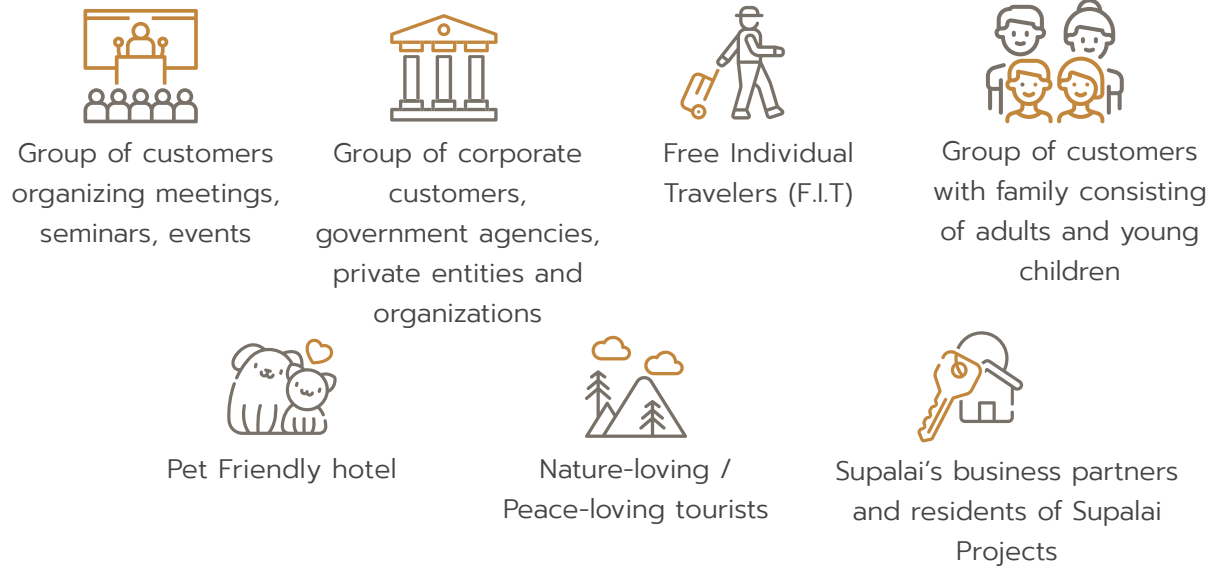 Group of customers
organizing meetings,
seminars, events
Group of corporate
customers,
government agencies,
private entities and
organizations
Free Individual
Travelers (F.I.T)
Group of customers
with family consisting
of adults and young
children
Pet Friendly hotel
Nature-loving /
Peace-loving tourists
Supalai’s business partners
and residents of Supalai
Projects